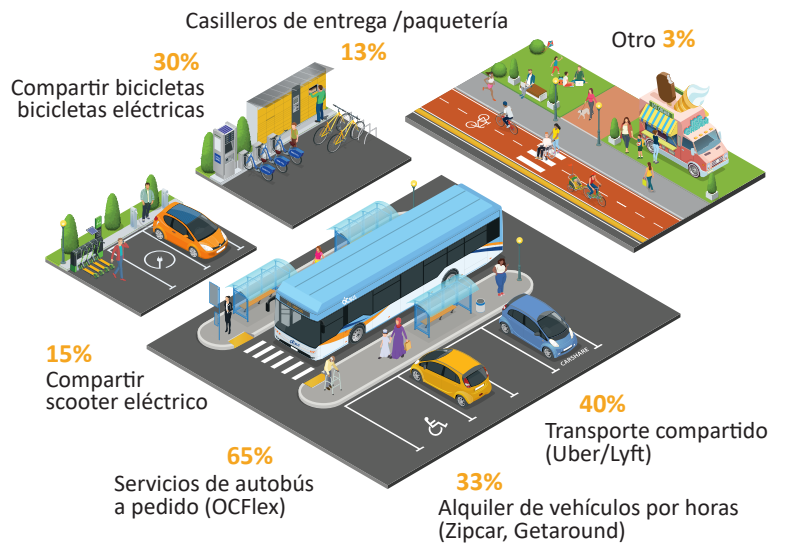 Casilleros de entrega /paquetería
13%
Otro 3%
30%
Compartir bicicletas
bicicletas eléctricas
15%
Compartir
scooter eléctrico
CARSHARE
65%
Servicios de autobús
a pedido (OCFlex)
40%
Transporte compartido
(Uber/Lyft)
33%
Alquiler de vehículos por horas
(Zipcar, Getaround)